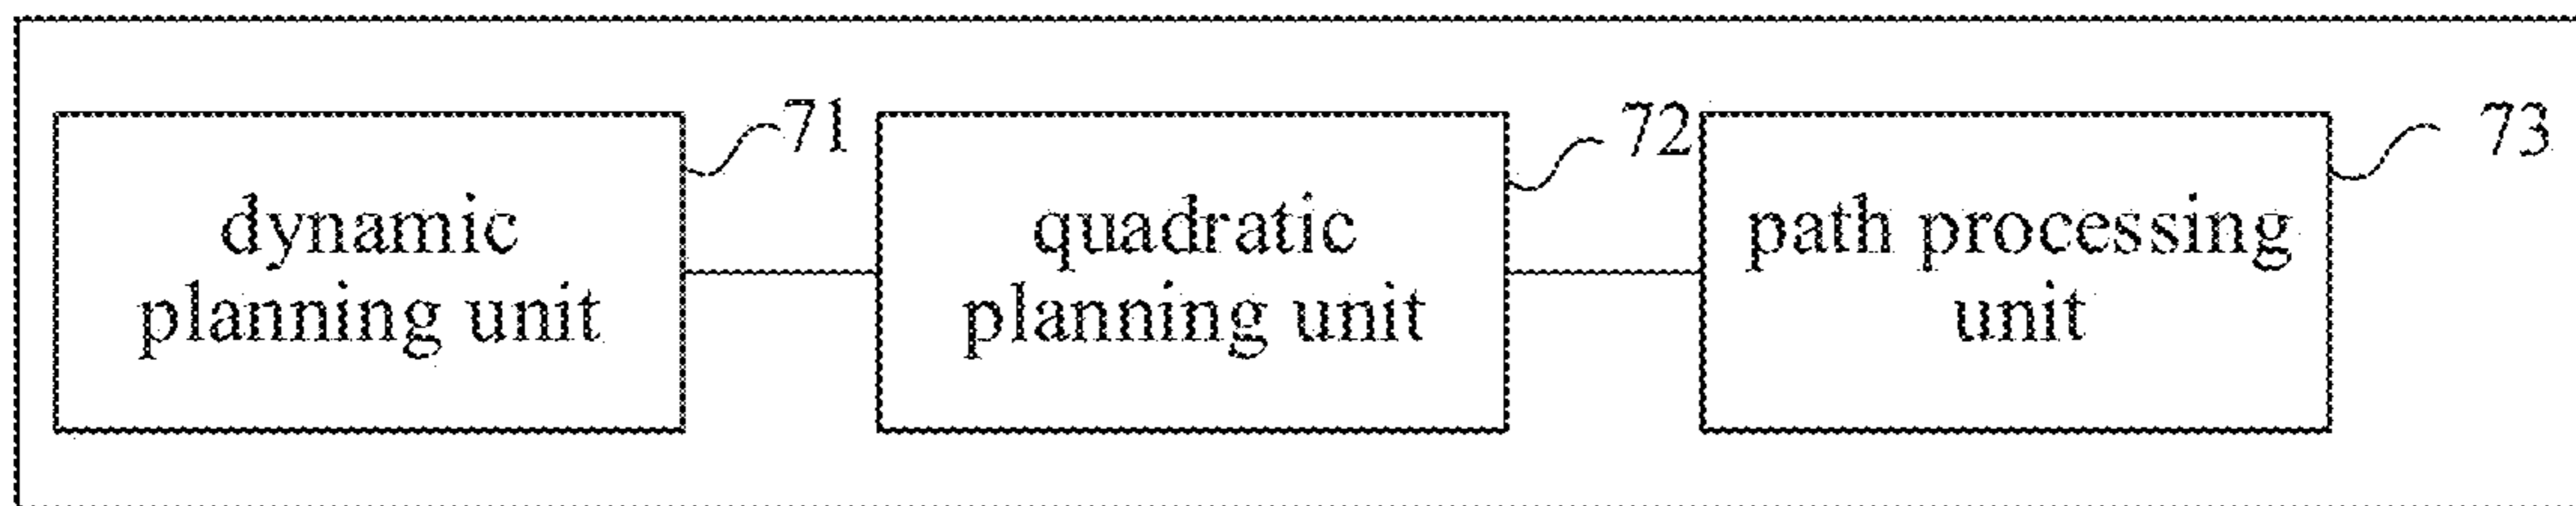 71
dynamic
planning unit
72
quadratic
planning unit
73
path processing
unit